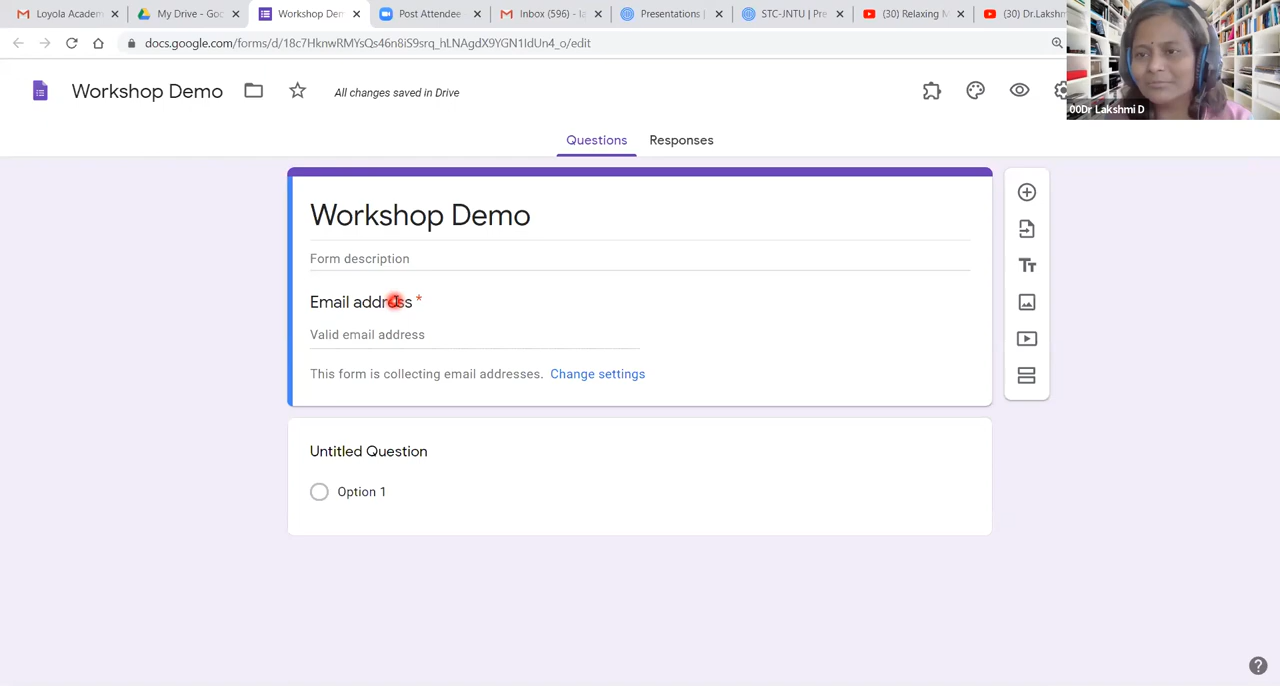 Loyola Academ
My Drive - Goo
Workshop Dem
Post Attendee
Inbox (596) - la
Presentations |
STC-JNTU | Pre
(30) Relaxing M
(30) Dr.Lakshm
docs.google.com/forms/d/18c7HknwRMYsQs46n8iS9srq_hLNAgdX9YGN1IdUn4_o/edit
Workshop Demo
All changes saved in Drive
00Dr Lakshmi D
Questions
Responses
Workshop Demo
Form description
Email address *
Valid email address
This form is collecting email addresses. Change settings
Untitled Question
Option 1